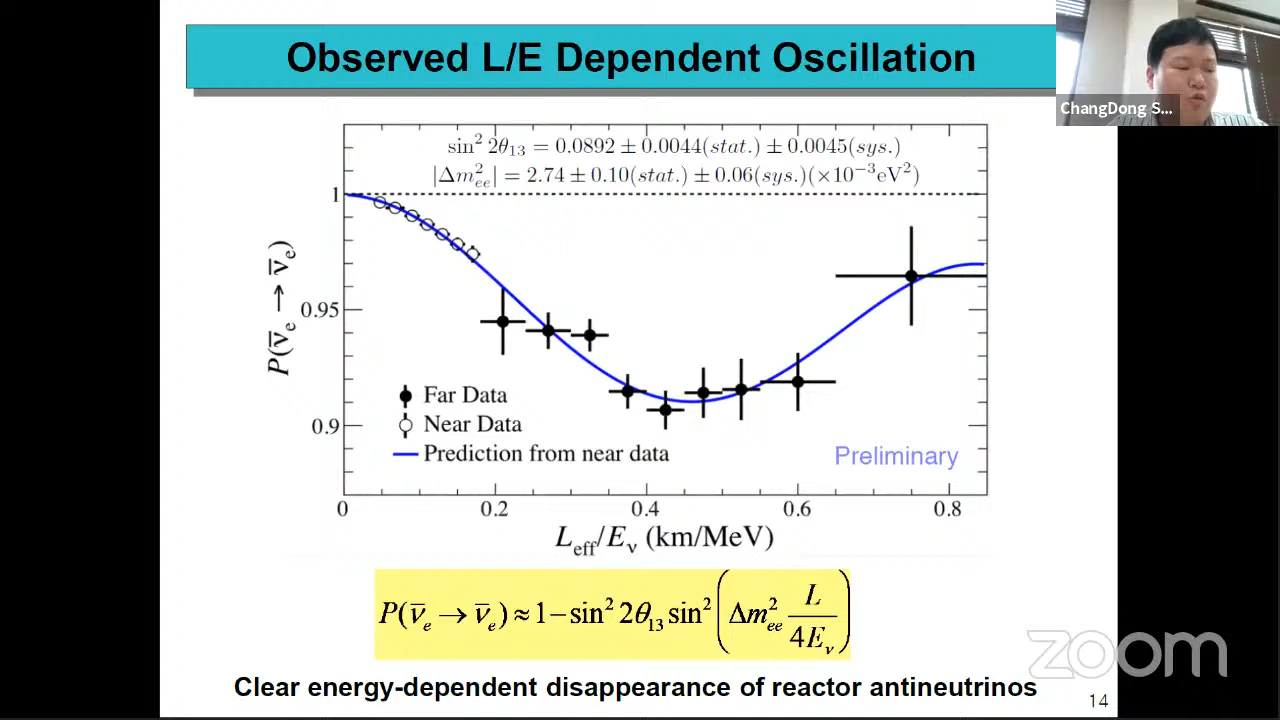 Observed L/E Dependent Oscillation
ChangDong S...
sin² 2θ₁₃ = 0.0892 ± 0.0044(stat.) ± 0.0045(sys.)
|Δm²ₑₑ| = 2.74 ± 0.10(stat.) ± 0.06(sys.)(×10⁻³eV²)
1
0.95
0.9
P(ν̄ₑ → ν̄ₑ)
Far Data
Near Data
Prediction from near data
Preliminary
0 0.2 0.4 0.6 0.8
L_eff/E_ν (km/MeV)
P(ν̄ₑ → ν̄ₑ) ≈ 1 − sin² 2θ₁₃ sin² (Δm²ₑₑ L/4E_ν)
zoom
Clear energy-dependent disappearance of reactor antineutrinos
14